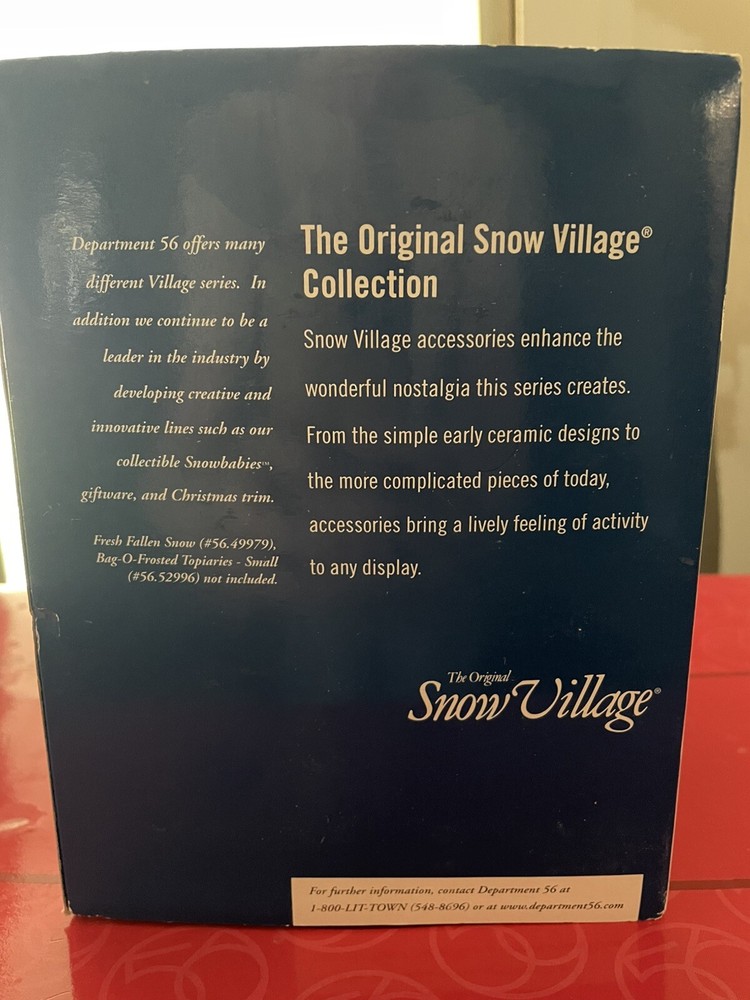 Department 56 offers many
different Village series. In
addition we continue to be a
leader in the industry by
developing creative and
innovative lines such as our
collectible Snowbabies™,
giftware, and Christmas trim.
Fresh Fallen Snow (#56.49979),
Bag-O-Frosted Topiaries - Small
(#56.52996) not included.
The Original Snow Village®
Collection
Snow Village accessories enhance the
wonderful nostalgia this series creates.
From the simple early ceramic designs to
the more complicated pieces of today,
accessories bring a lively feeling of activity
to any display.
The Original
Snow Village®
For further information, contact Department 56 at
1-800-LIT-TOWN (548-8696) or at www.department56.com